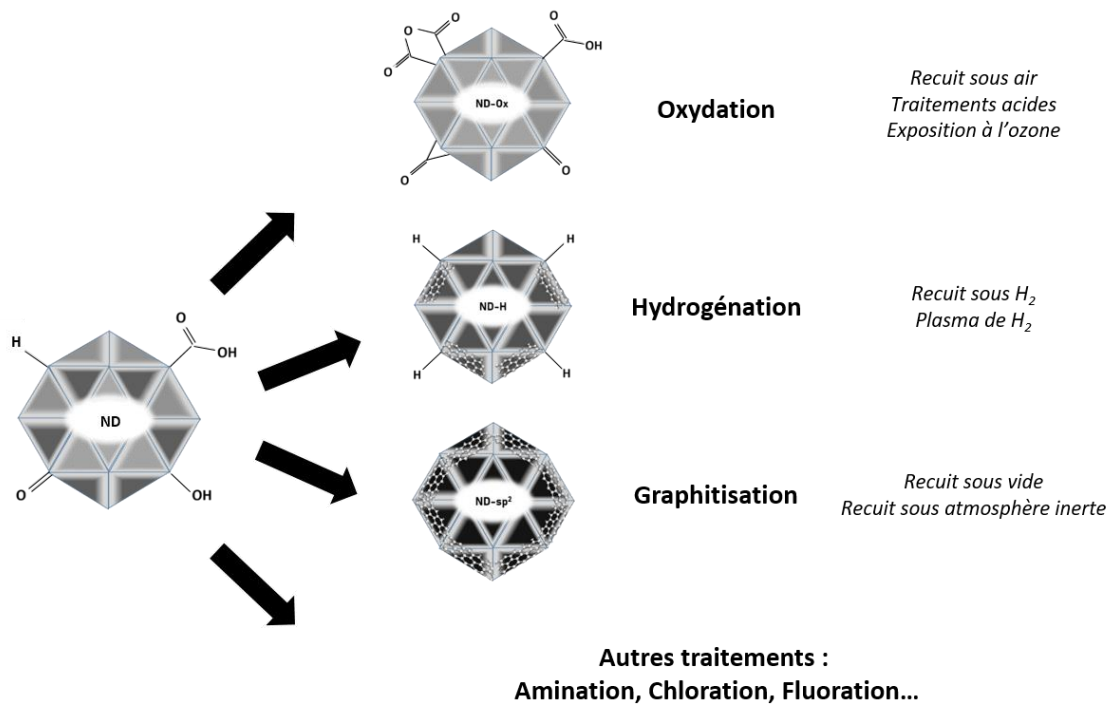 O
O
O
O
OH
ND-Ox
O
O
Oxydation
Recuit sous air
Traitements acides
Exposition à l'ozone
H
H
ND-H
H
H
Hydrogénation
Recuit sous H₂
Plasma de H₂
H
O
OH
ND
O
OH
ND-sp²
Graphitisation
Recuit sous vide
Recuit sous atmosphère inerte
Autres traitements :
Amination, Chloration, Fluoration…